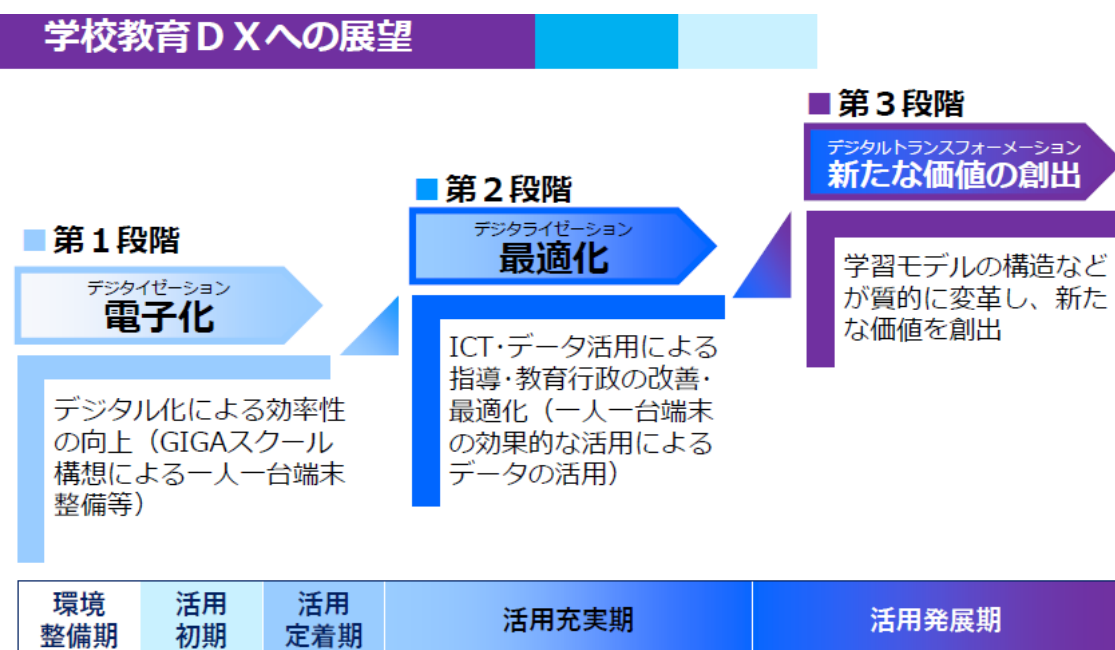 学校教育ＤＸへの展望
■第１段階
デジタイゼーション
電子化
デジタル化による効率性
の向上（GIGAスクール
構想による一人一台端末
整備等）
■第２段階
デジタライゼーション
最適化
ICT･データ活用による
指導･教育行政の改善･
最適化（一人一台端末
の効果的な活用による
データの活用）
■第３段階
デジタルトランスフォーメーション
新たな価値の創出
学習モデルの構造など
が質的に変革し、新た
な価値を創出
環境
整備期
活用
初期
活用
定着期
活用充実期
活用発展期